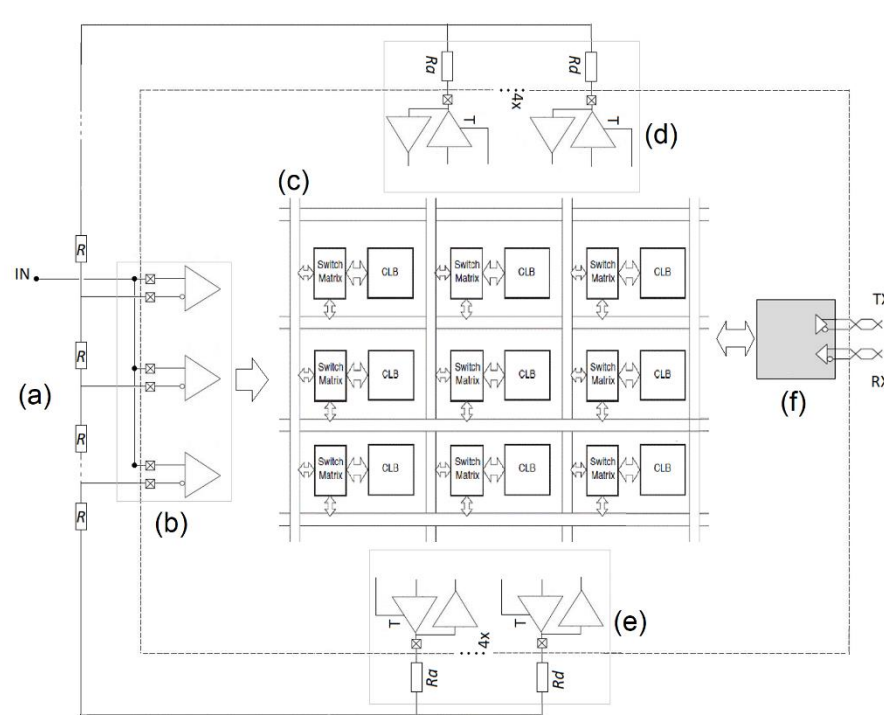 Ra
Rd
4x
T
T
(d)
(c)
R
IN
Switch Matrix
CLB
Switch Matrix
CLB
Switch Matrix
CLB
TX
R
Switch Matrix
CLB
Switch Matrix
CLB
Switch Matrix
CLB
RX
(a)
(f)
R
Switch Matrix
CLB
Switch Matrix
CLB
Switch Matrix
CLB
R
(b)
T
T
(e)
4x
Ra
Rd